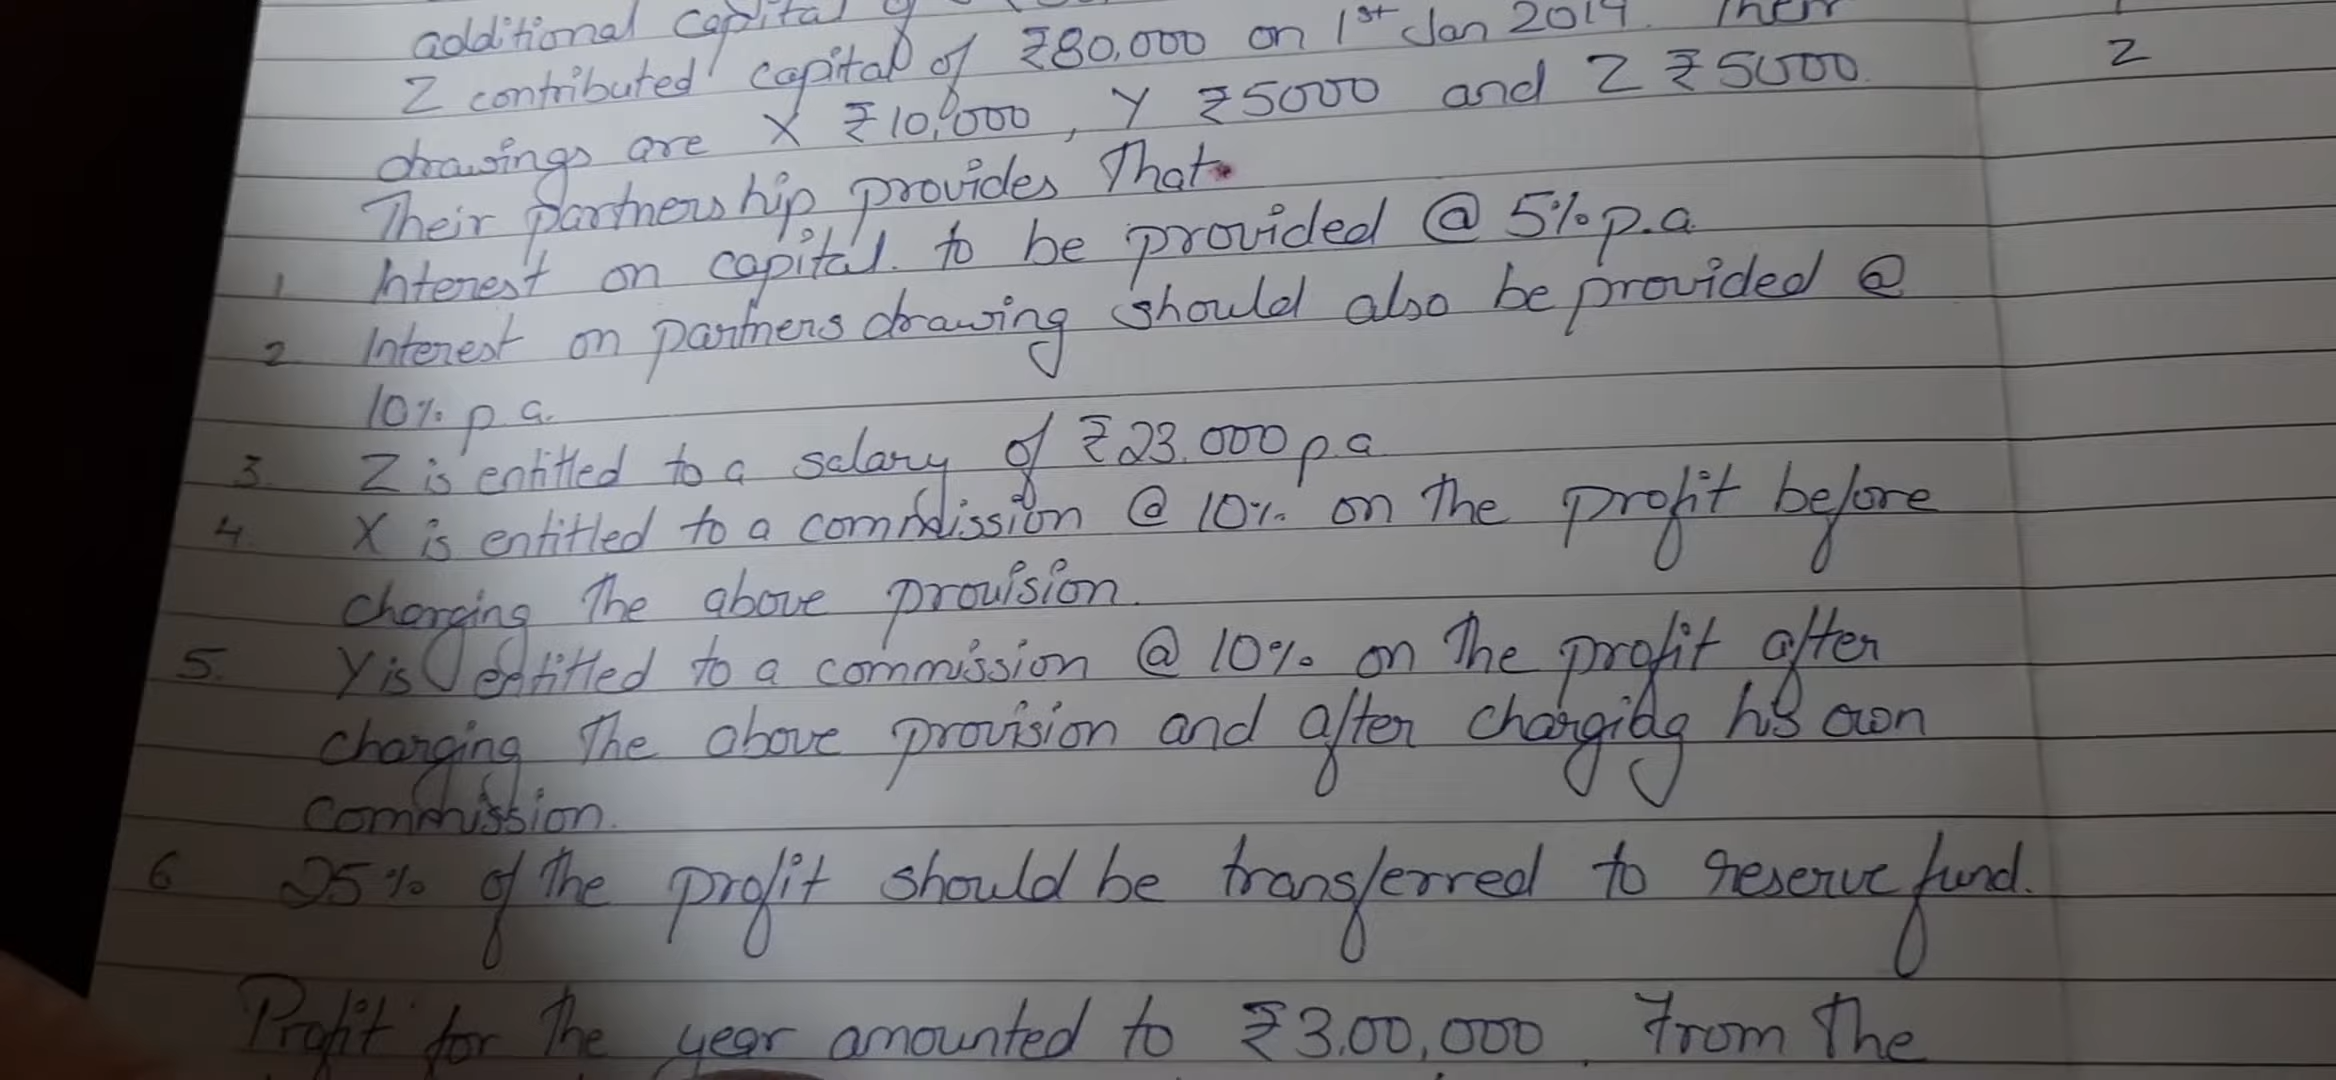 additional capital of
Z contributed capital of ₹80,000 on 1st Jan 2014. Their
Z
drawings are X ₹10,000, Y ₹5000 and Z ₹5000
Their partnership provides That
1 Interest on capital. to be provided @ 5% p.a
2 Interest on partners drawing should also be provided @
10% p.a.
3. Z is entitled to a salary of ₹23,000 p.a
4. X is entitled to a commission @ 10% on the profit before
charging the above provision.
5. Y is entitled to a commission @ 10% on the profit after
charging the above provision and after charging his own
Commission.
6 25% of the profit should be transferred to reserve fund.
Profit for the year amounted to ₹3,00,000. From the